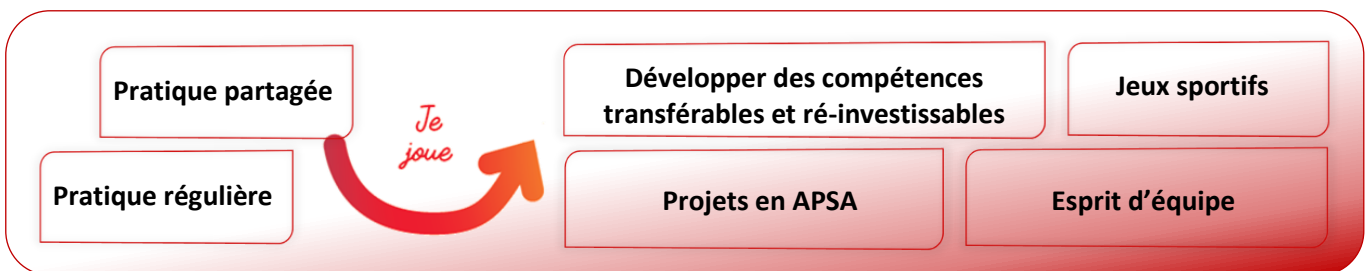 Pratique partagée
Pratique régulière
Je
joue
Développer des compétences
transférables et ré-investissables
Jeux sportifs
Projets en APSA
Esprit d’équipe